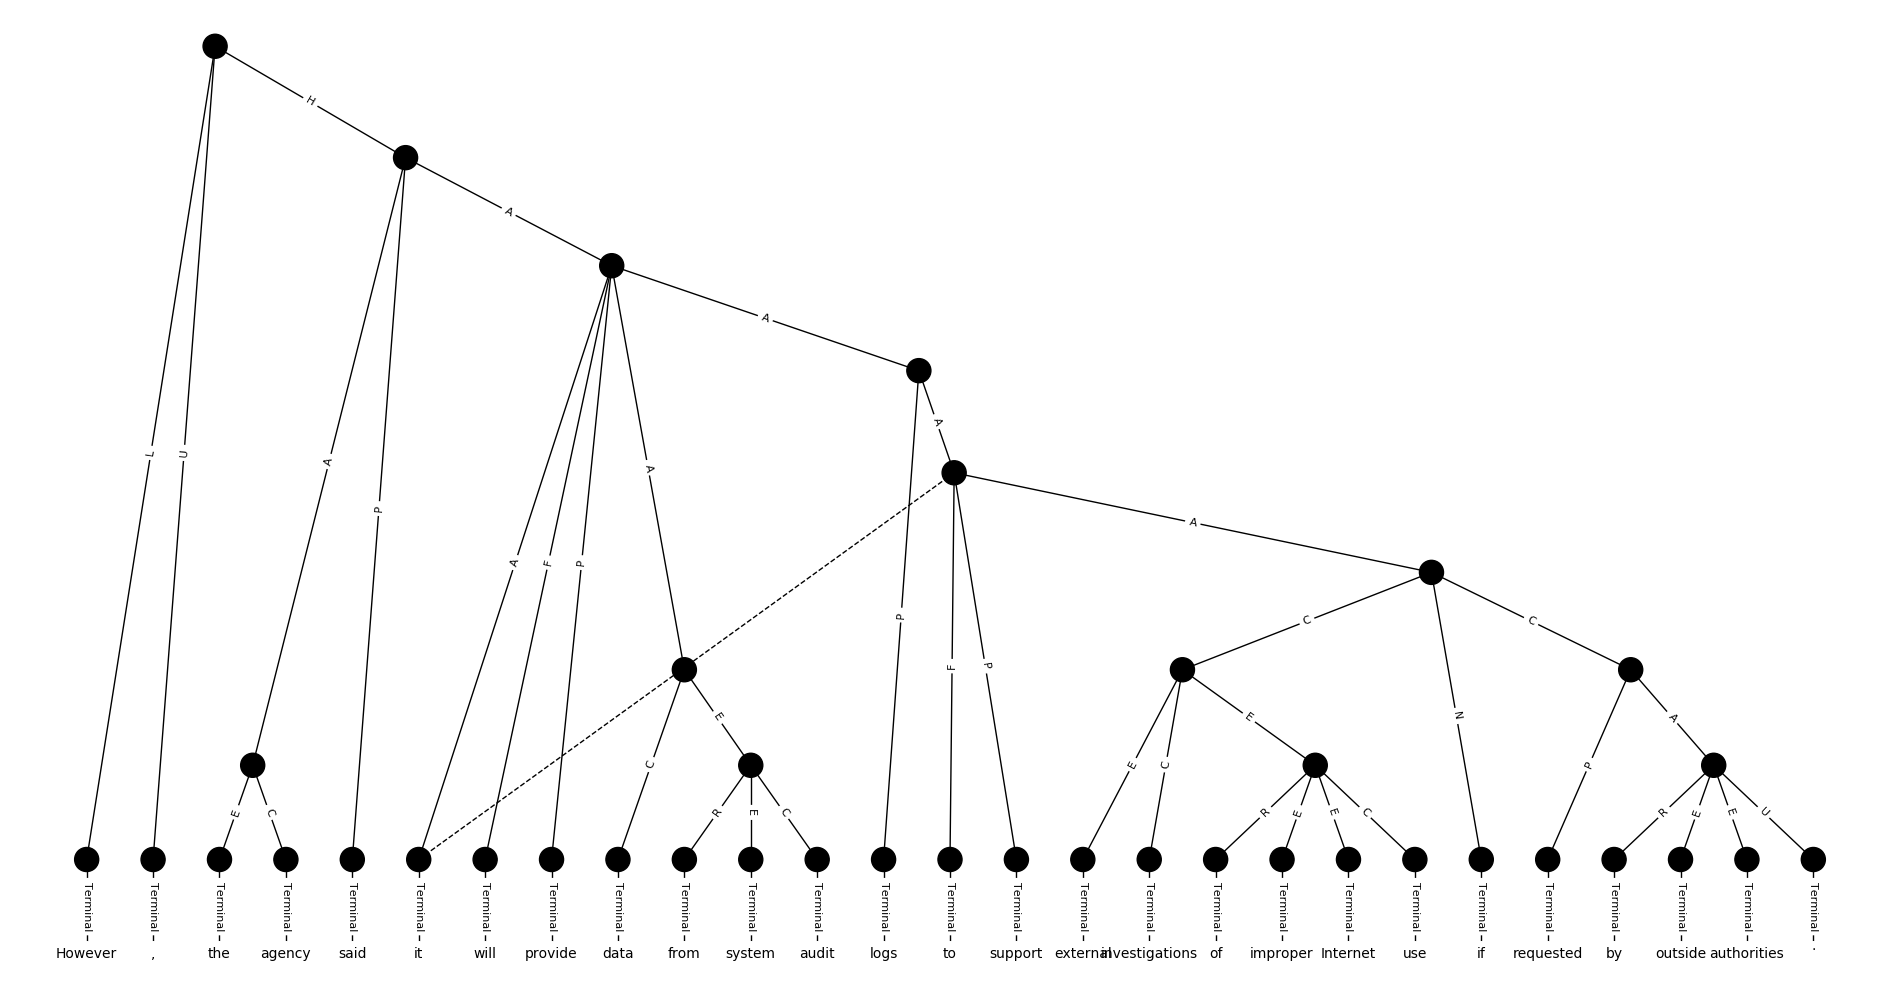 H
A
A
A
L
U
A
P
A
F
P
A
P
F
P
A
C
N
C
E
C
E
P
A
C
E
E
C
R
E
C
R
E
E
C
R
E
E
U
Terminal Terminal Terminal Terminal Terminal Terminal Terminal Terminal Terminal Terminal Terminal Terminal Terminal Terminal Terminal Terminal Terminal Terminal Terminal Terminal Terminal Terminal Terminal Terminal Terminal Terminal Terminal
However , the agency said it will provide data from system audit logs to support external investigations of improper Internet use if requested by outside authorities .